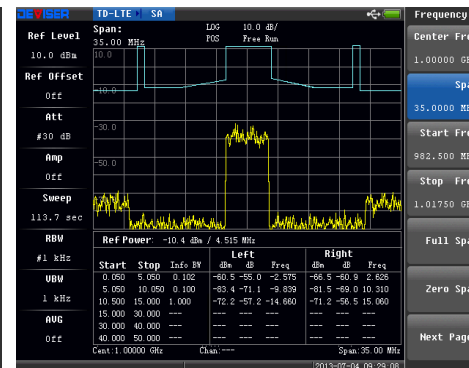 DEVISER TD-LTE SA Frequency
Ref Level
10.0 dBm
Ref Offset
Off
Att
#30 dB
Amp
Off
Sweep
113.7 sec
RBW
#1 kHz
VBW
1 kHz
AVG
Off
Span: LOG 10.0 dB/
35.00 MHz POS Free Run
10.0
-10.0
-30.0
-50.0
Ref Power: -10.4 dBm / 4.515 MHz
Left Right
Start Stop Info BW dBm dB Freq dBm dB Freq
0.050 5.050 0.102 -60.5 -55.0 -2.575 -66.5 -60.9 2.626
5.050 10.050 0.100 -83.4 -71.1 -9.839 -81.5 -69.0 10.310
10.500 15.000 1.000 -72.2 -57.2 -14.660 -71.2 -56.5 15.060
15.000 30.000 --- --- --- --- --- --- ---
30.000 40.000 --- --- --- --- --- --- ---
40.000 50.000 --- --- --- --- --- --- ---
Cent:1.00000 GHz Chan:--- Span:35.00 MHz
2013-07-04 09:29:08
Center Fre
1.00000 GH
Spa
35.0000 MH
Start Fre
982.500 MH
Stop Fre
1.01750 GH
Full Spa
Zero Spa
Next Page